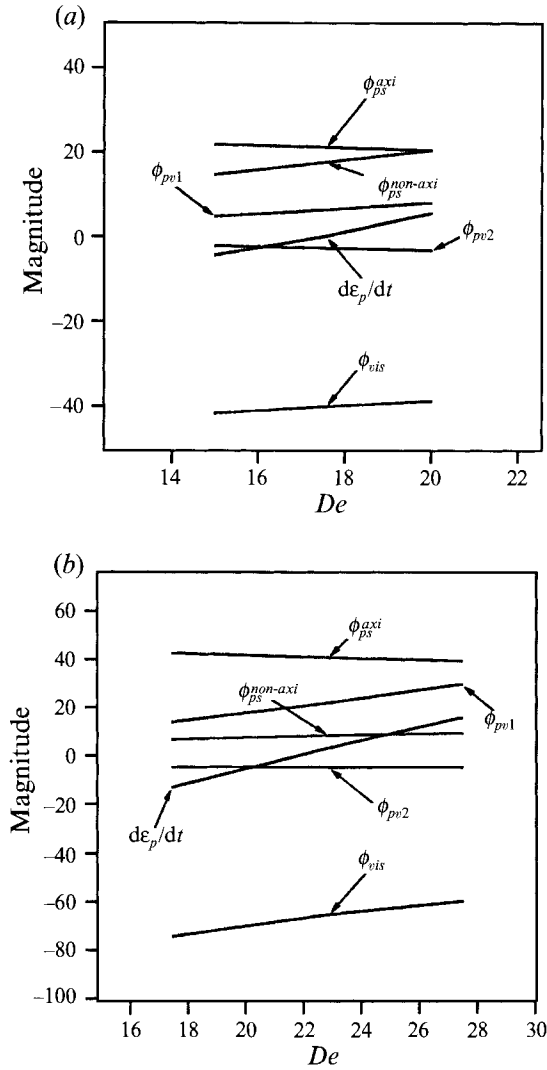 (a)
40
20
0
−20
−40
Magnitude
ϕ_ps^axi
ϕ_pv1
ϕ_ps^non-axi
ϕ_pv2
dε_p/dt
ϕ_vis
14 16 18 20 22
De
(b)
60
40
20
0
−20
−40
−60
−80
−100
Magnitude
ϕ_ps^axi
ϕ_ps^non-axi
ϕ_pv1
ϕ_pv2
dε_p/dt
ϕ_vis
16 18 20 22 24 26 28 30
De